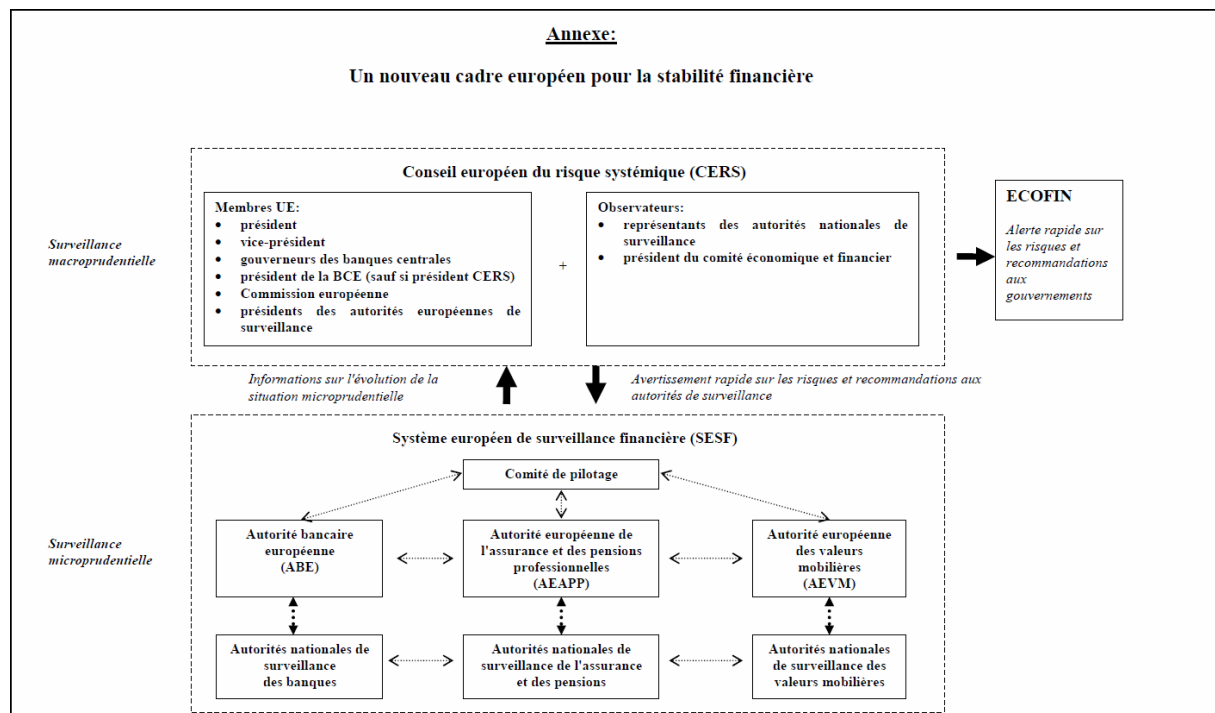 Annexe:
Un nouveau cadre européen pour la stabilité financière
Conseil européen du risque systémique (CERS)
Surveillance
macroprudentielle
Membres UE:
• président
• vice-président
• gouverneurs des banques centrales
• président de la BCE (sauf si président CERS)
• Commission européenne
• présidents des autorités européennes de
surveillance
+
Observateurs:
• représentants des autorités nationales de
surveillance
• président du comité économique et financier
ECOFIN
Alerte rapide sur
les risques et
recommandations
aux
gouvernements
Informations sur l'évolution de la
situation microprudentielle
Avertissement rapide sur les risques et recommandations aux
autorités de surveillance
Système européen de surveillance financière (SESF)
Comité de pilotage
Surveillance
microprudentielle
Autorité bancaire
européenne
(ABE)
Autorité européenne de
l'assurance et des pensions
professionnelles
(AEAPP)
Autorité européenne
des valeurs
mobilières
(AEVM)
Autorités nationales de
surveillance
des banques
Autorités nationales de
surveillance de l'assurance
et des pensions
Autorités nationales
de surveillance des
valeurs mobilières